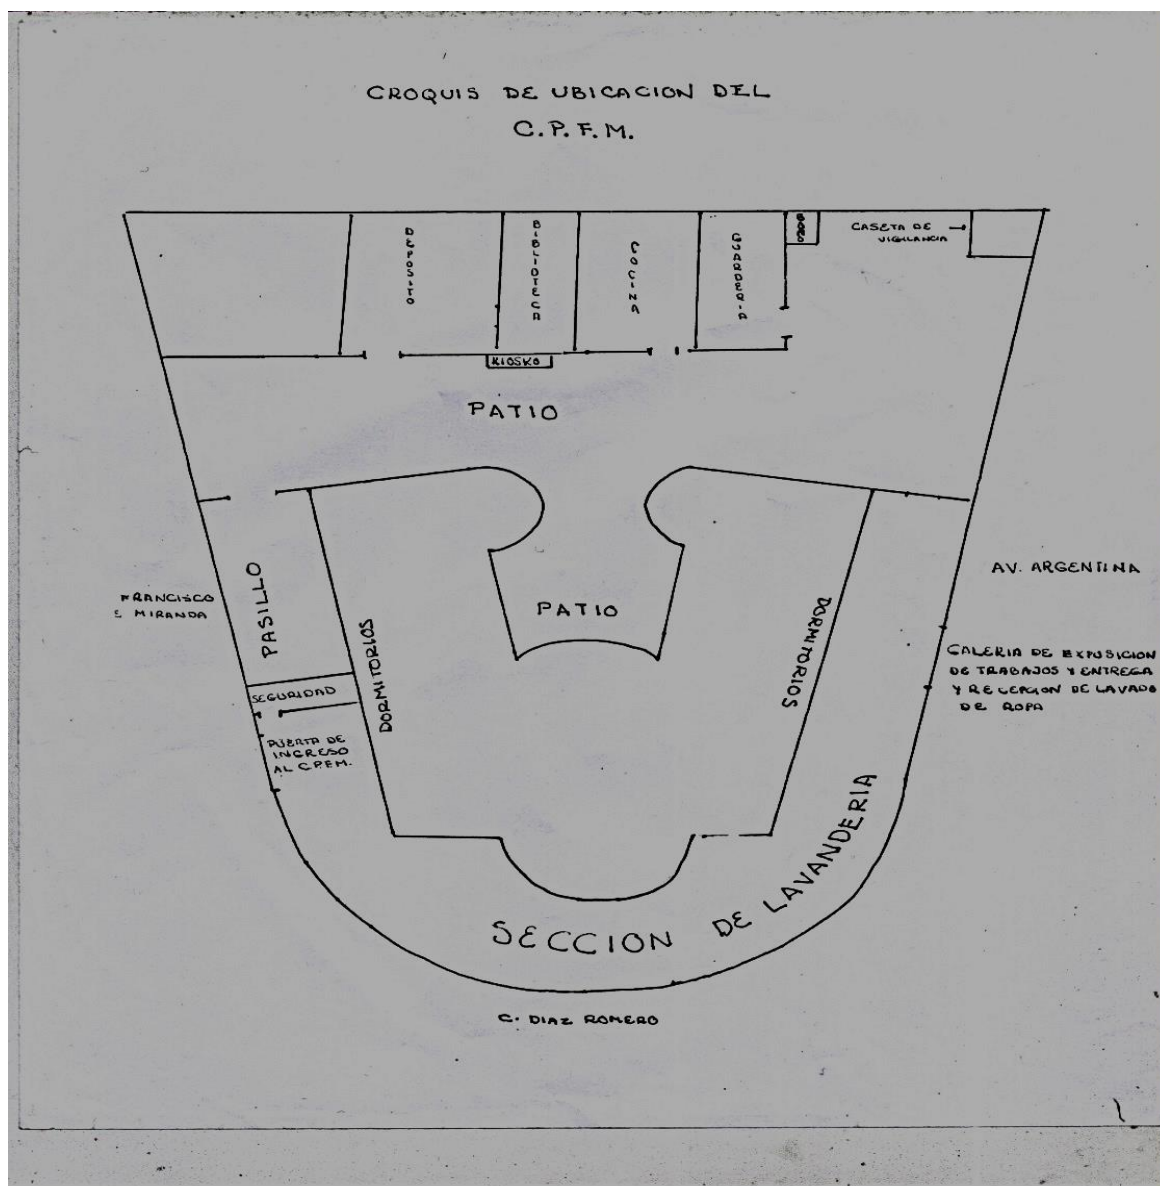 CROQUIS DE UBICACION DEL
C.P.F.M.
DEPOSITO
BIBLIOTECA
COCINA
GUARDERIA
CASETA DE
VIGILANCIA
KIOSKO
PATIO
PASILLO
FRANCISCO
E MIRANDA
DORMITORIOS
PATIO
DORMITORIOS
AV. ARGENTINA
GALERIA DE EXPOSICION
DE TRABAJOS Y ENTREGA
Y RECEPCION DE LAVADO
DE ROPA
SEGURIDAD
PUERTA DE
INGRESO
AL C.P.F.M.
SECCION DE LAVANDERIA
C. DIAZ ROMERO